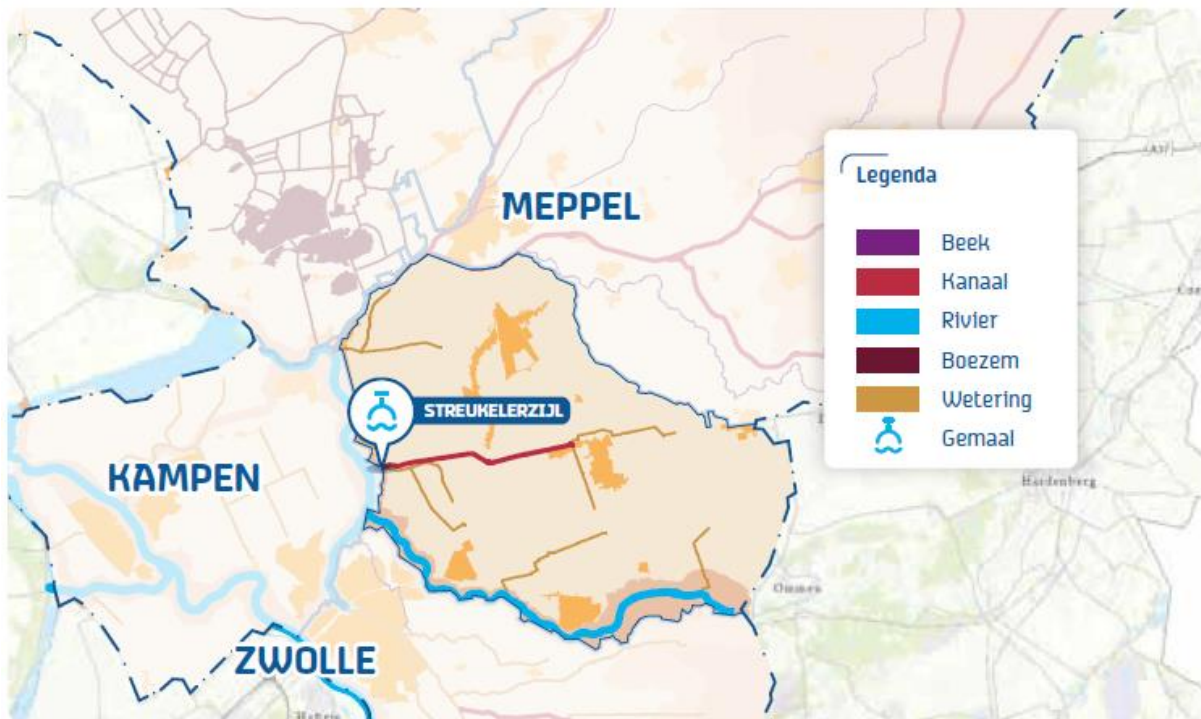 MEPPEL
Legenda
Beek
Kanaal
Rivier
Boezem
Wetering
Gemaal
STREUKELERZIJL
KAMPEN
Hardenberg
Ommen
ZWOLLE